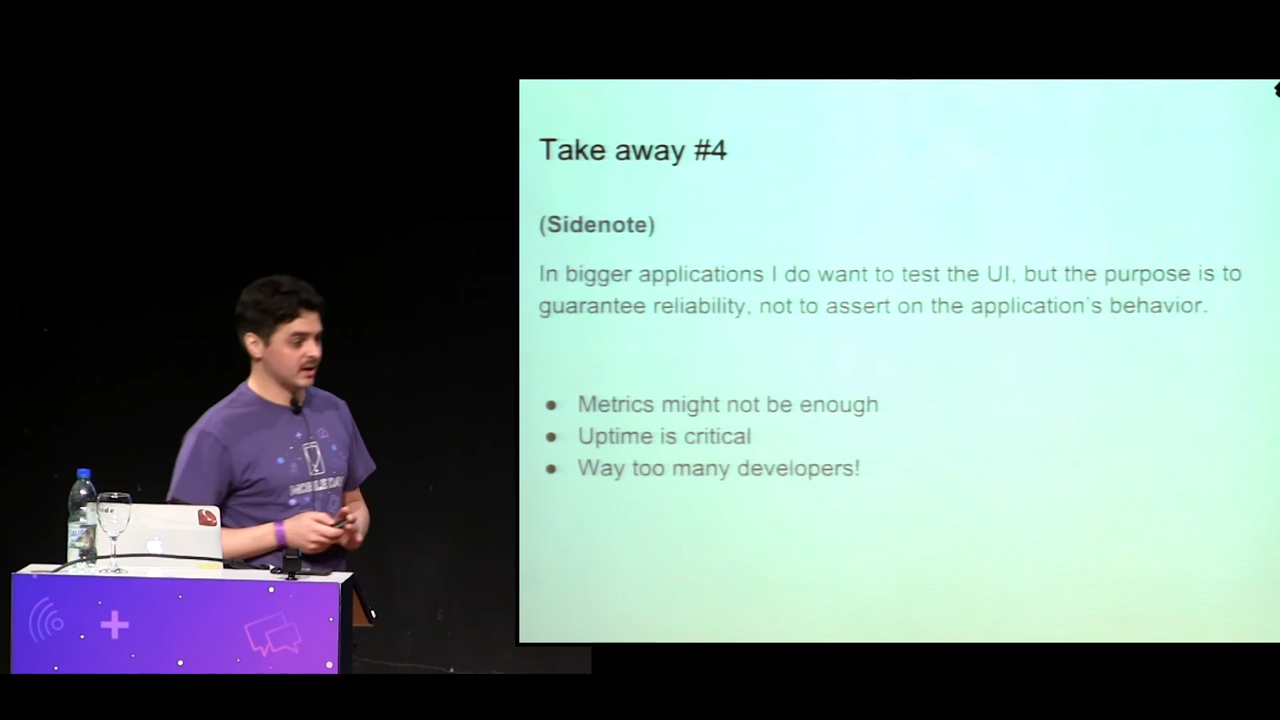 Take away #4
(Sidenote)
In bigger applications I do want to test the UI, but the purpose is to
guarantee reliability, not to assert on the application's behavior.
● Metrics might not be enough
● Uptime is critical
● Way too many developers!